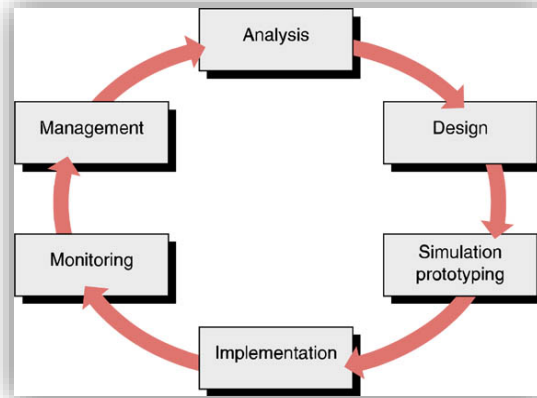 Analysis
Design
Simulation
prototyping
Implementation
Monitoring
Management